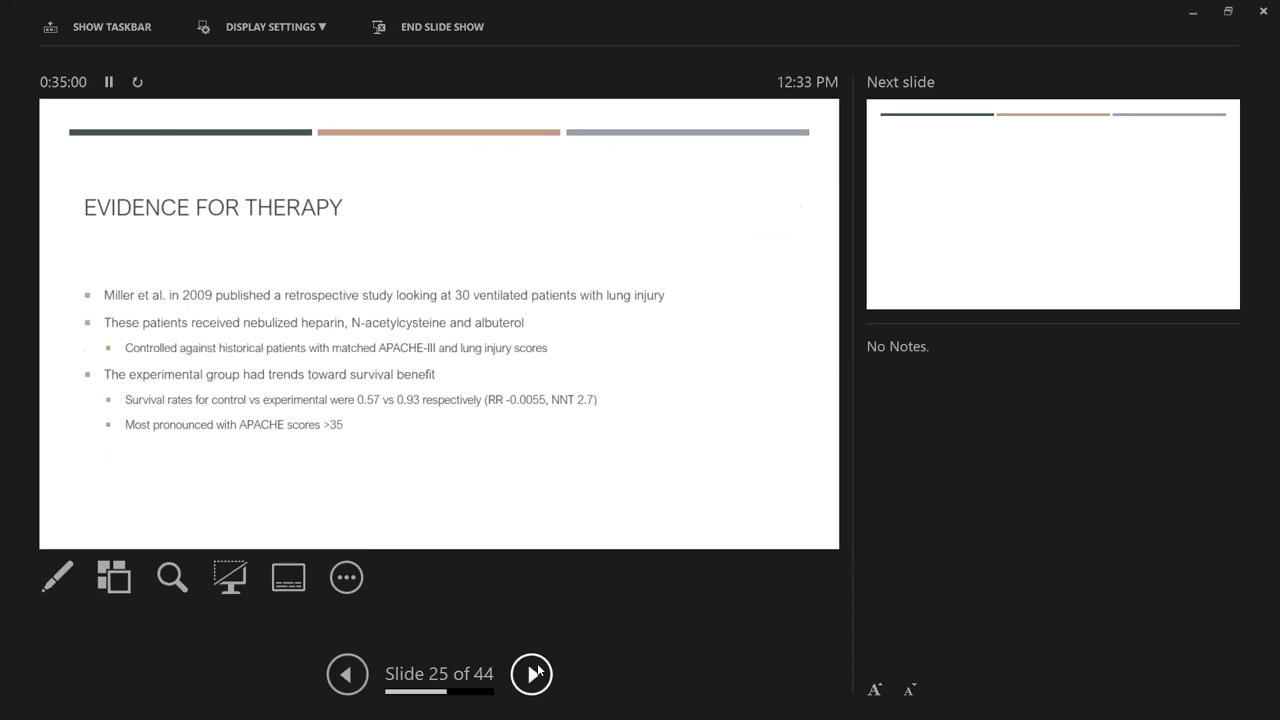 SHOW TASKBAR
DISPLAY SETTINGS ▼
END SLIDE SHOW
0:35:00
12:33 PM
Next slide
EVIDENCE FOR THERAPY
Miller et al. in 2009 published a retrospective study looking at 30 ventilated patients with lung injury
These patients received nebulized heparin, N-acetylcysteine and albuterol
Controlled against historical patients with matched APACHE-III and lung injury scores
The experimental group had trends toward survival benefit
Survival rates for control vs experimental were 0.57 vs 0.93 respectively (RR -0.0055, NNT 2.7)
Most pronounced with APACHE scores >35
No Notes.
Slide 25 of 44
A A